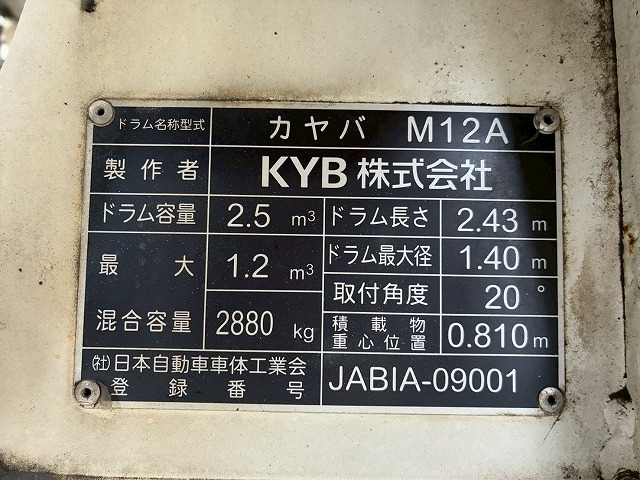 ドラム名称型式 カヤバ M12A
製作者 KYB株式会社
ドラム容量 2.5 m³ ドラム長さ 2.43 m
最大 1.2 m³ ドラム最大径 1.40 m
取付角度 20°
混合容量 2880 kg 積載物重心位置 0.810m
㈳日本自動車車体工業会
登録番号 JABIA-09001